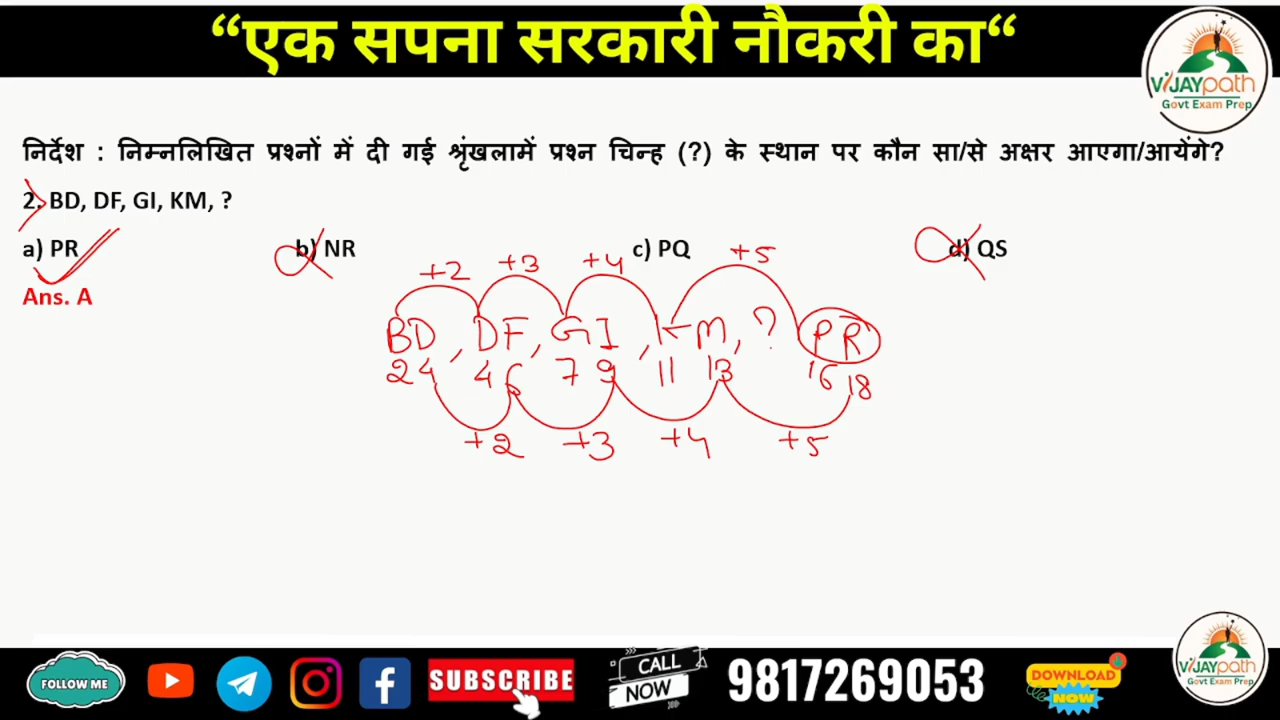 “एक सपना सरकारी नौकरी का“
ViJAYpath
Govt Exam Prep
निर्देश : निम्नलिखित प्रश्नों में दी गई श्रृंखलामें प्रश्न चिन्ह (?) के स्थान पर कौन सा/से अक्षर आएगा/आयेंगे?
2. BD, DF, GI, KM, ?
a) PR b) NR c) PQ d) QS
Ans. A
+2 +3 +4 +5
BD, DF, GI, KM, ? PR
2 4 4 6 7 9 11 13 16 18
+2 +3 +4 +5
ViJAYpath
Govt Exam Prep
FOLLOW ME
SUBSCRIBE
CALL
NOW
9817269053
DOWNLOAD
NOW